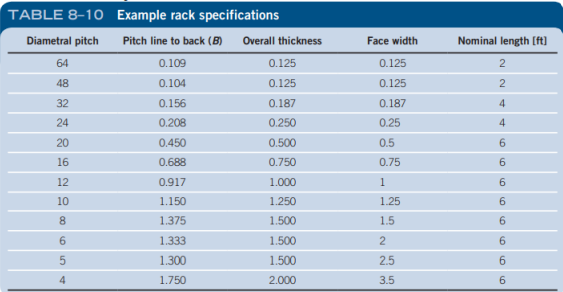 TABLE 8–10 Example rack specifications
Diametral pitch Pitch line to back (B) Overall thickness Face width Nominal length [ft]
64 0.109 0.125 0.125 2
48 0.104 0.125 0.125 2
32 0.156 0.187 0.187 4
24 0.208 0.250 0.25 4
20 0.450 0.500 0.5 6
16 0.688 0.750 0.75 6
12 0.917 1.000 1 6
10 1.150 1.250 1.25 6
8 1.375 1.500 1.5 6
6 1.333 1.500 2 6
5 1.300 1.500 2.5 6
4 1.750 2.000 3.5 6